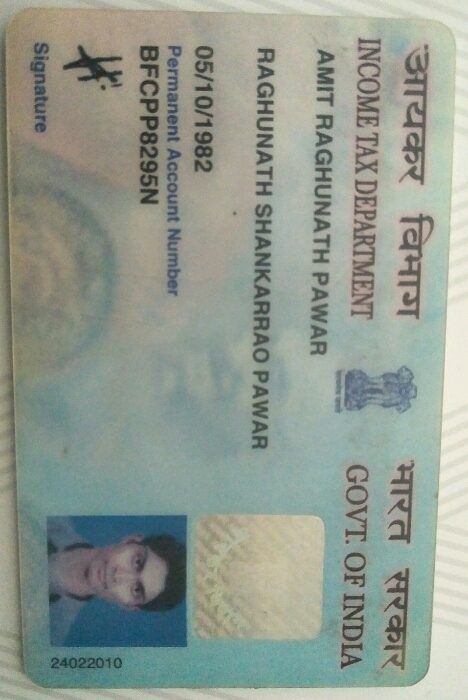 आयकर विभाग
INCOME TAX DEPARTMENT
भारत सरकार
GOVT. OF INDIA
AMIT RAGHUNATH PAWAR
RAGHUNATH SHANKARRAO PAWAR
05/10/1982
Permanent Account Number
BFCPP8295N
Signature
24022010